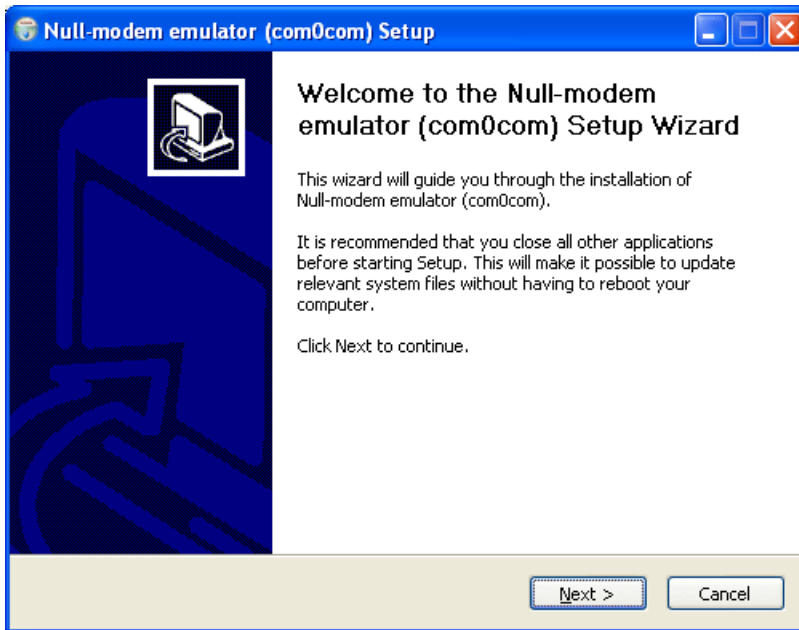 Null-modem emulator (com0com) Setup
Welcome to the Null-modem
emulator (com0com) Setup Wizard
This wizard will guide you through the installation of
Null-modem emulator (com0com).
It is recommended that you close all other applications
before starting Setup. This will make it possible to update
relevant system files without having to reboot your
computer.
Click Next to continue.
Next >
Cancel